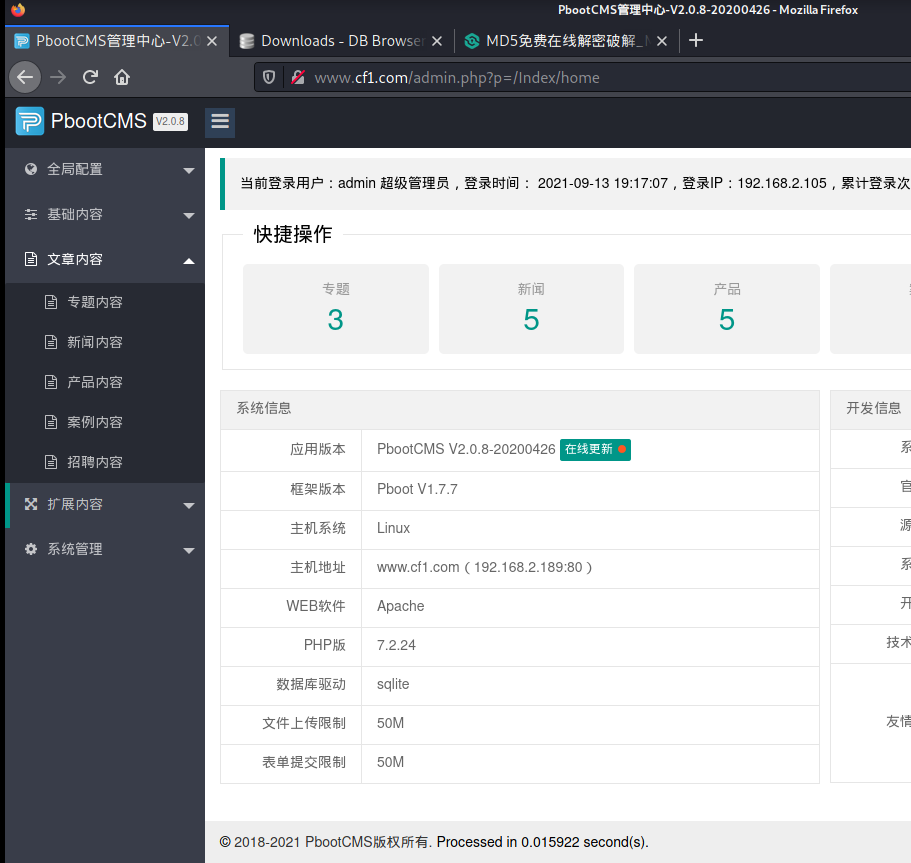 PbootCMS管理中心-V2.0.8-20200426 - Mozilla Firefox
PbootCMS管理中心-V2.0
Downloads - DB Browser
MD5免费在线解密破解_
www.cf1.com/admin.php?p=/Index/home
PbootCMS V2.0.8
全局配置
基础内容
文章内容
专题内容
新闻内容
产品内容
案例内容
招聘内容
扩展内容
系统管理
当前登录用户：admin 超级管理员，登录时间： 2021-09-13 19:17:07，登录IP：192.168.2.105，累计登录次
快捷操作
专题
3
新闻
5
产品
5
系统信息
应用版本 PbootCMS V2.0.8-20200426 在线更新
框架版本 Pboot V1.7.7
主机系统 Linux
主机地址 www.cf1.com（192.168.2.189:80）
WEB软件 Apache
PHP版 7.2.24
数据库驱动 sqlite
文件上传限制 50M
表单提交限制 50M
开发信息
系
官
源
系
开
技术
友情
© 2018-2021 PbootCMS版权所有. Processed in 0.015922 second(s).